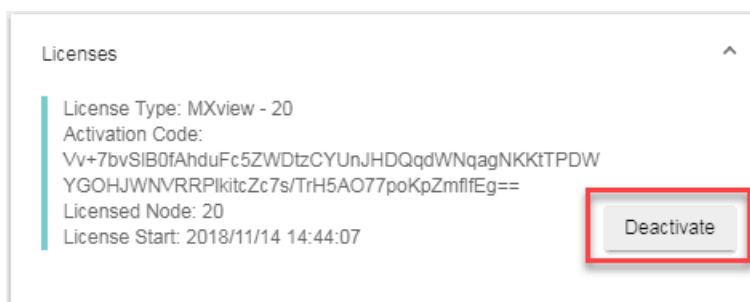 Licenses
License Type: MXview - 20
Activation Code:
Vv+7bvSlB0fAhduFc5ZWDtzCYUnJHDQqdWNqagNKKtTPDW
YGOHJWNVRRPlkitcZc7s/TrH5AO77poKpZmflfEg==
Licensed Node: 20
License Start: 2018/11/14 14:44:07
Deactivate